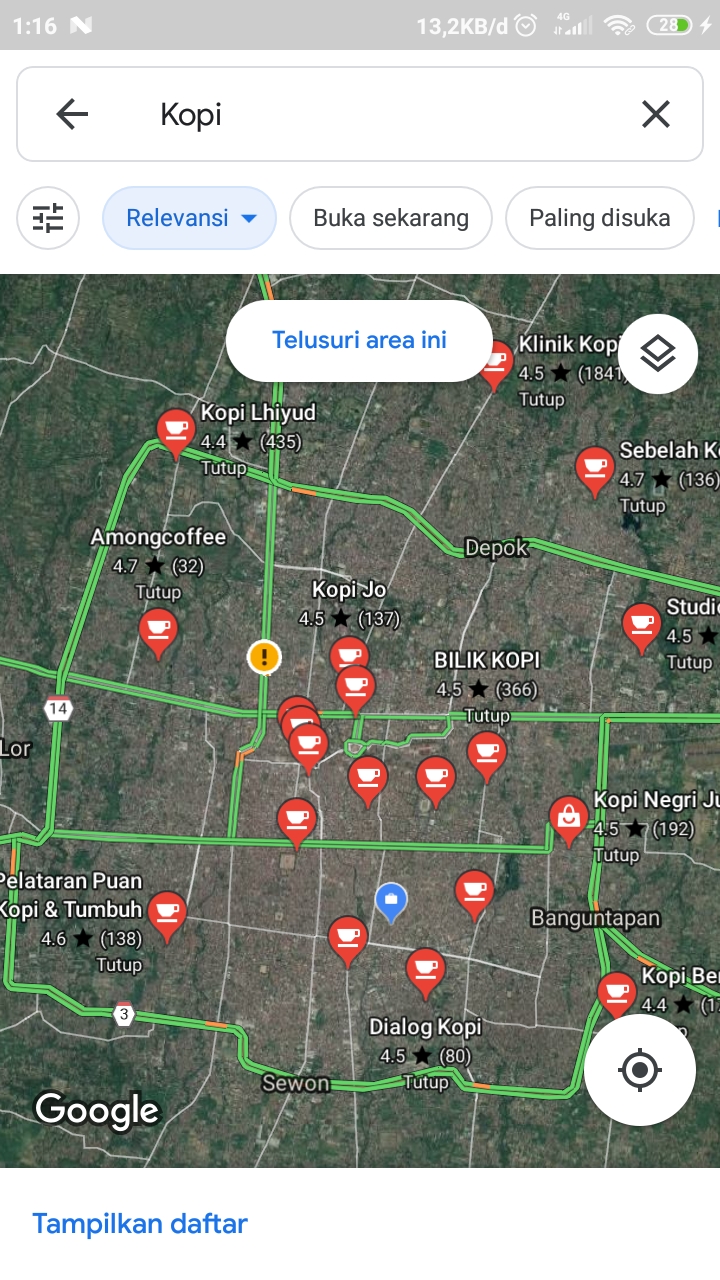 1:16
13,2KB/d
4G
28
Kopi
Relevansi
Buka sekarang
Paling disuka
Telusuri area ini
Klinik Kopi
4.5 ★ (1841
Tutup
Kopi Lhiyud
4.4 ★ (435)
Tutup
Sebelah
4.7 ★ (136)
Tutup
Amongcoffee
4.7 ★ (32)
Tutup
Depok
Kopi Jo
4.5 ★ (137)
Studio
4.5 ★
Tutup
BILIK KOPI
4.5 ★ (366)
Tutup
14
Lor
Kopi Negri
4.5 ★ (192)
Tutup
Pelataran Puan
Kopi & Tumbuh
4.6 ★ (138)
Tutup
Banguntapan
Kopi
4.4 ★
3
Dialog Kopi
4.5 ★ (80)
Tutup
Sewon
Google
Tampilkan daftar